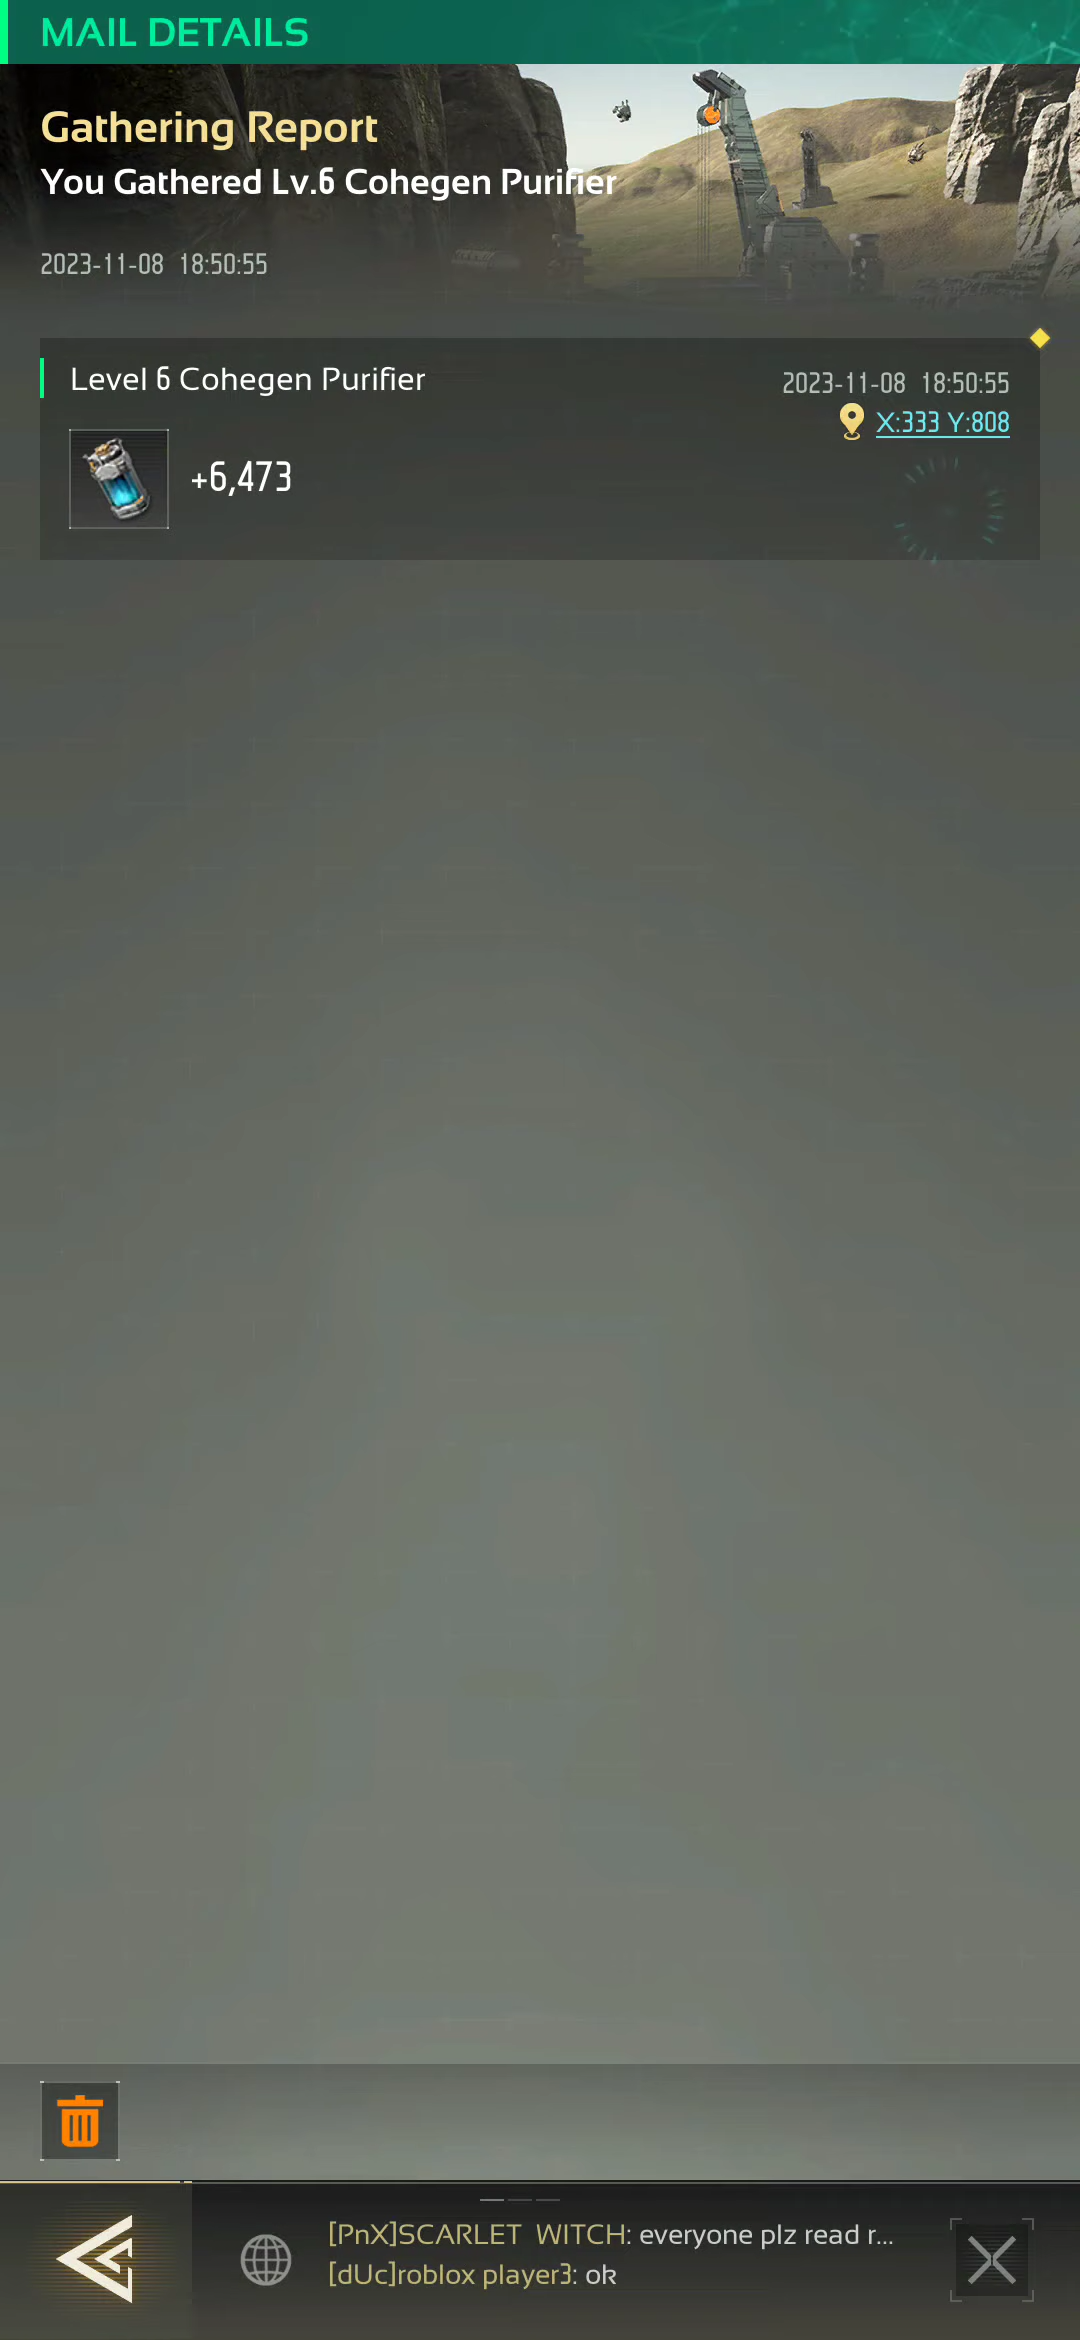 MAIL DETAILS
Gathering Report
You Gathered Lv.6 Cohegen Purifier
2023-11-08 18:50:55
Level 6 Cohegen Purifier
2023-11-08 18:50:55
X:333 Y:808
+6,473
[PnX]SCARLET WITCH: everyone plz read r...
[dUc]roblox player3: ok